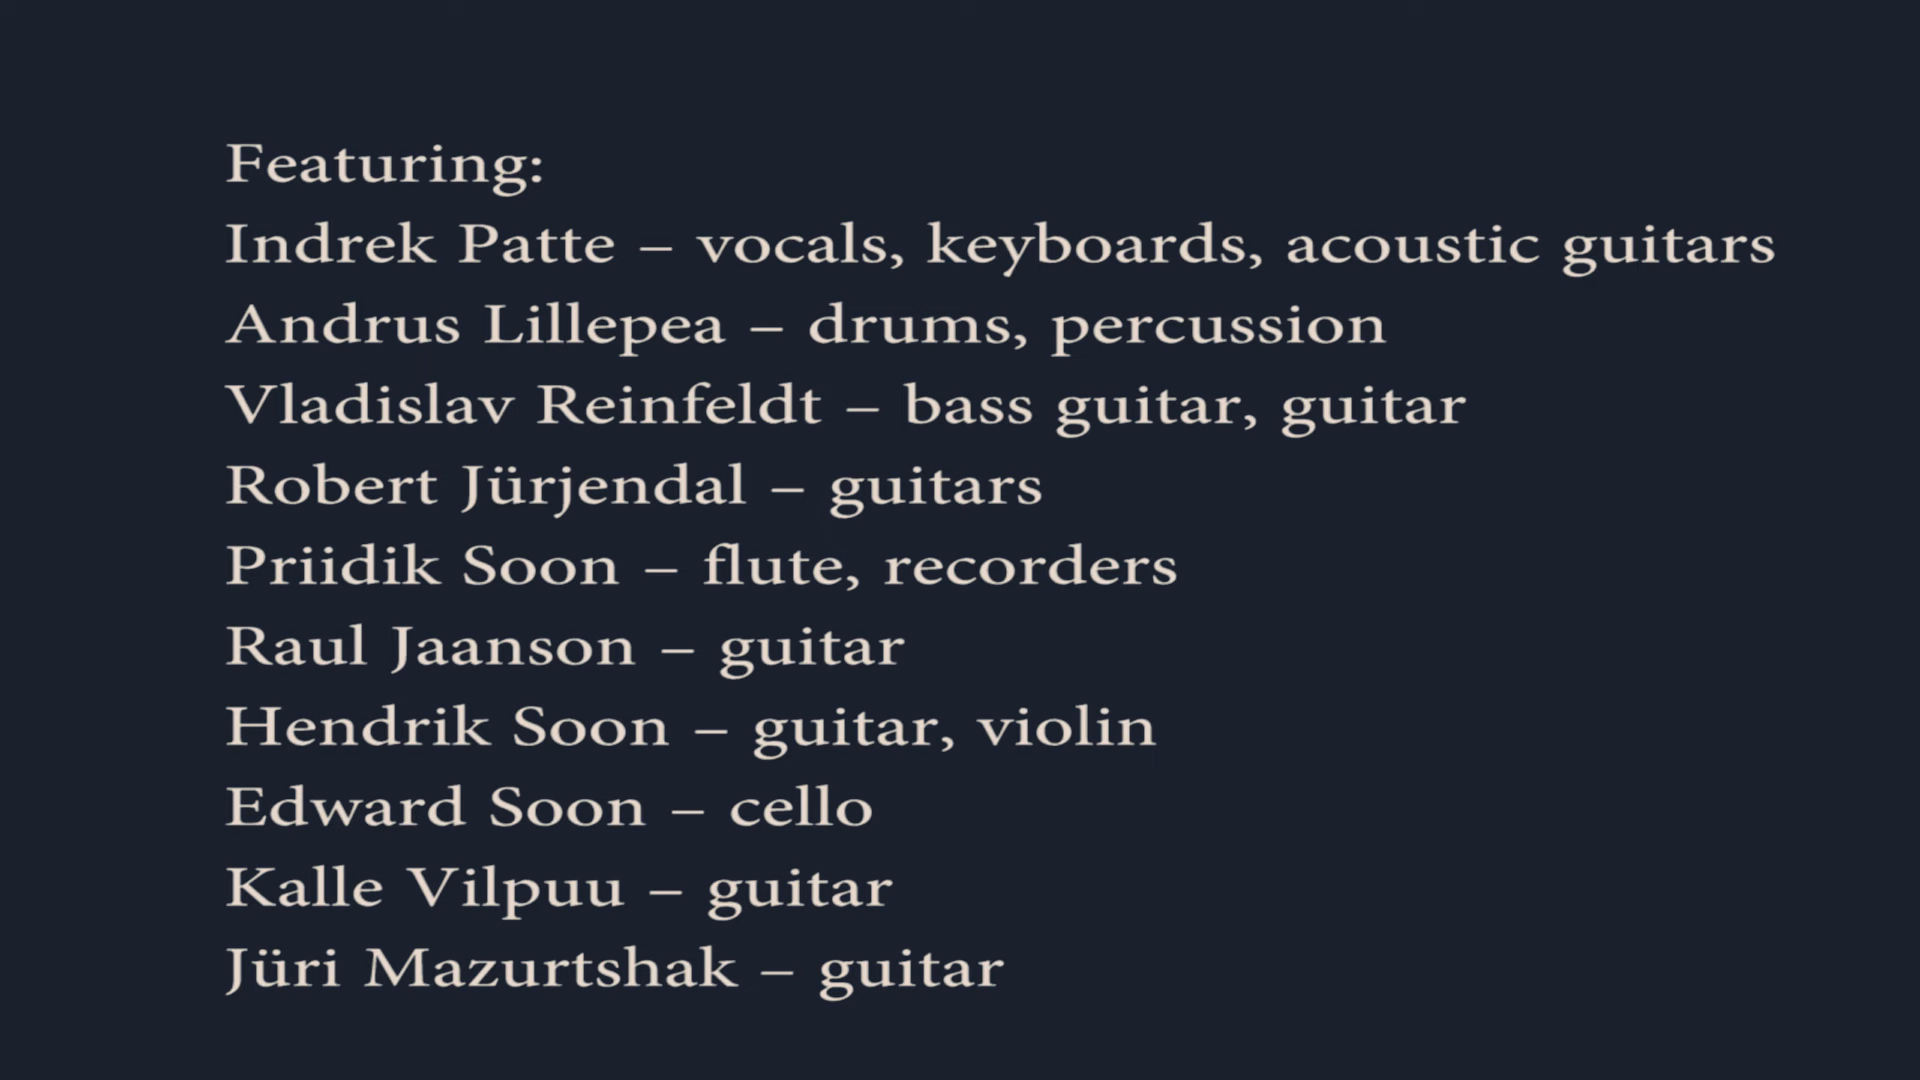 Featuring:
Indrek Patte – vocals, keyboards, acoustic guitars
Andrus Lillepea – drums, percussion
Vladislav Reinfeldt – bass guitar, guitar
Robert Jürjendal – guitars
Priidik Soon – flute, recorders
Raul Jaanson – guitar
Hendrik Soon – guitar, violin
Edward Soon – cello
Kalle Vilpuu – guitar
Jüri Mazurtshak – guitar